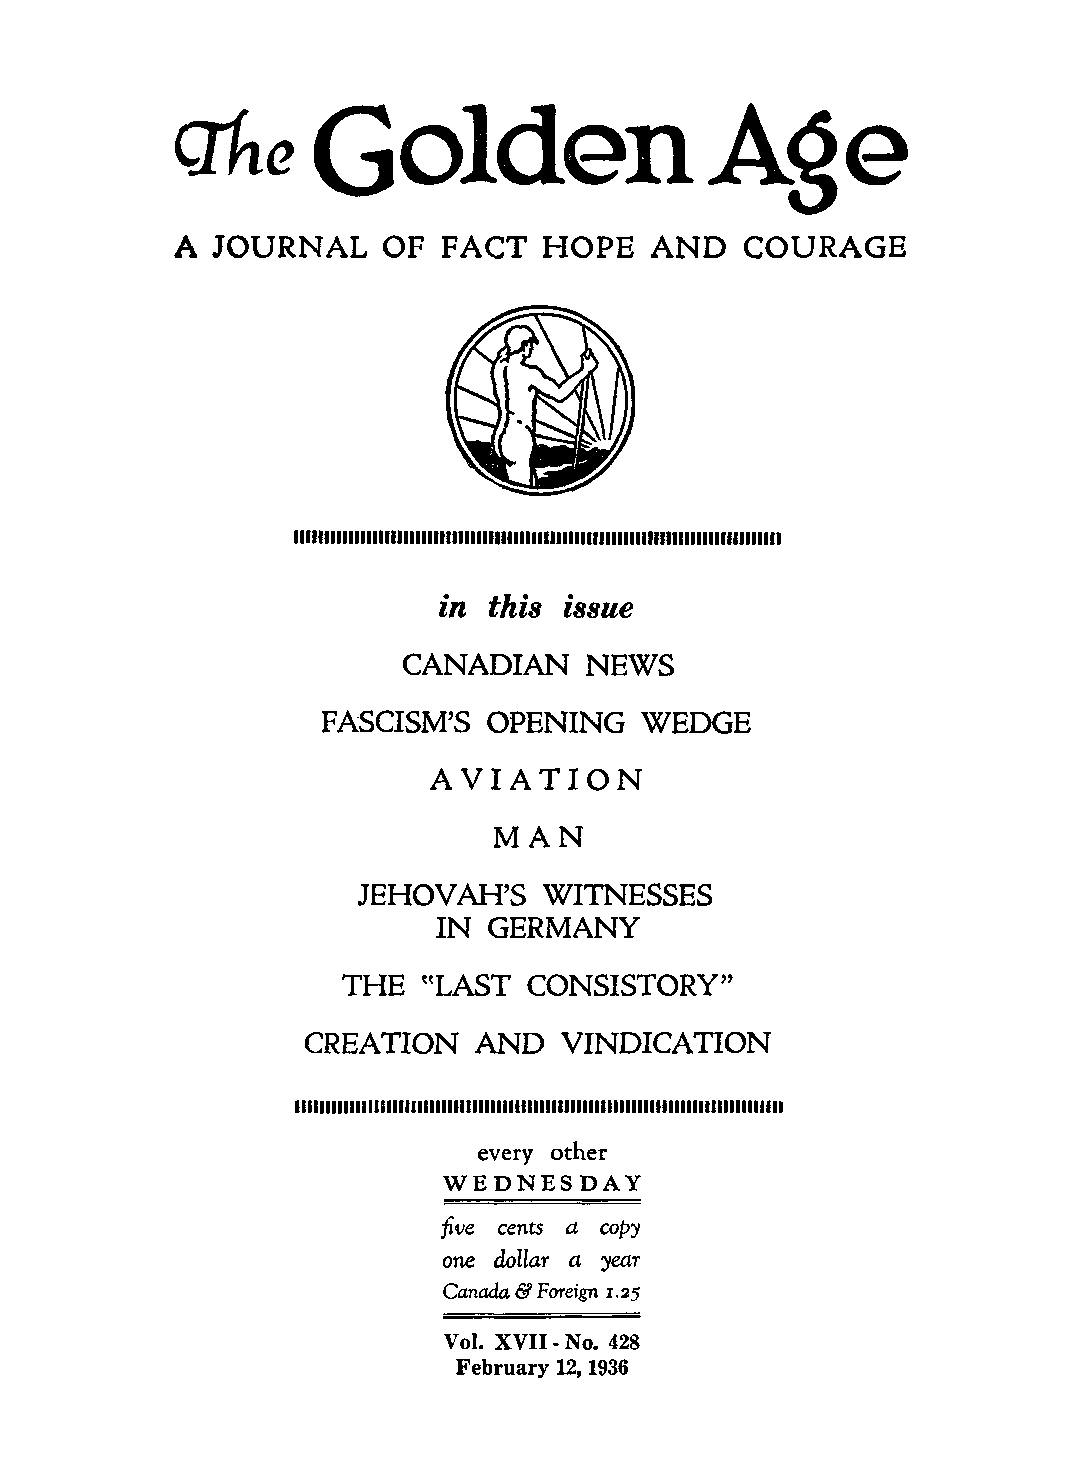 The Golden Age
A JOURNAL OF FACT HOPE AND COURAGE
in this issue
CANADIAN NEWS
FASCISM'S OPENING WEDGE
AVIATION
MAN
JEHOVAH'S WITNESSES
IN GERMANY
THE "LAST CONSISTORY"
CREATION AND VINDICATION
every other
WEDNESDAY
five cents a copy
one dollar a year
Canada & Foreign 1.25
Vol. XVII - No. 428
February 12, 1936